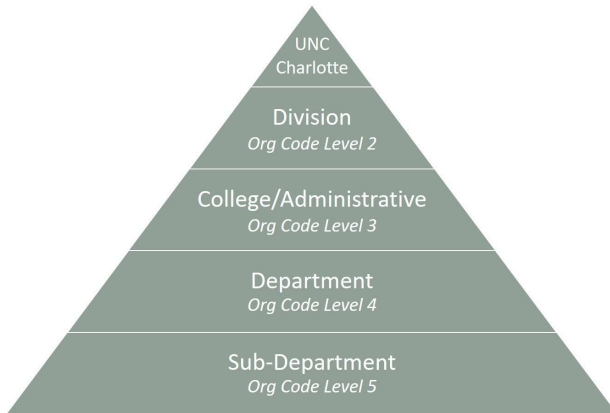 UNC
Charlotte
Division
Org Code Level 2
College/Administrative
Org Code Level 3
Department
Org Code Level 4
Sub-Department
Org Code Level 5